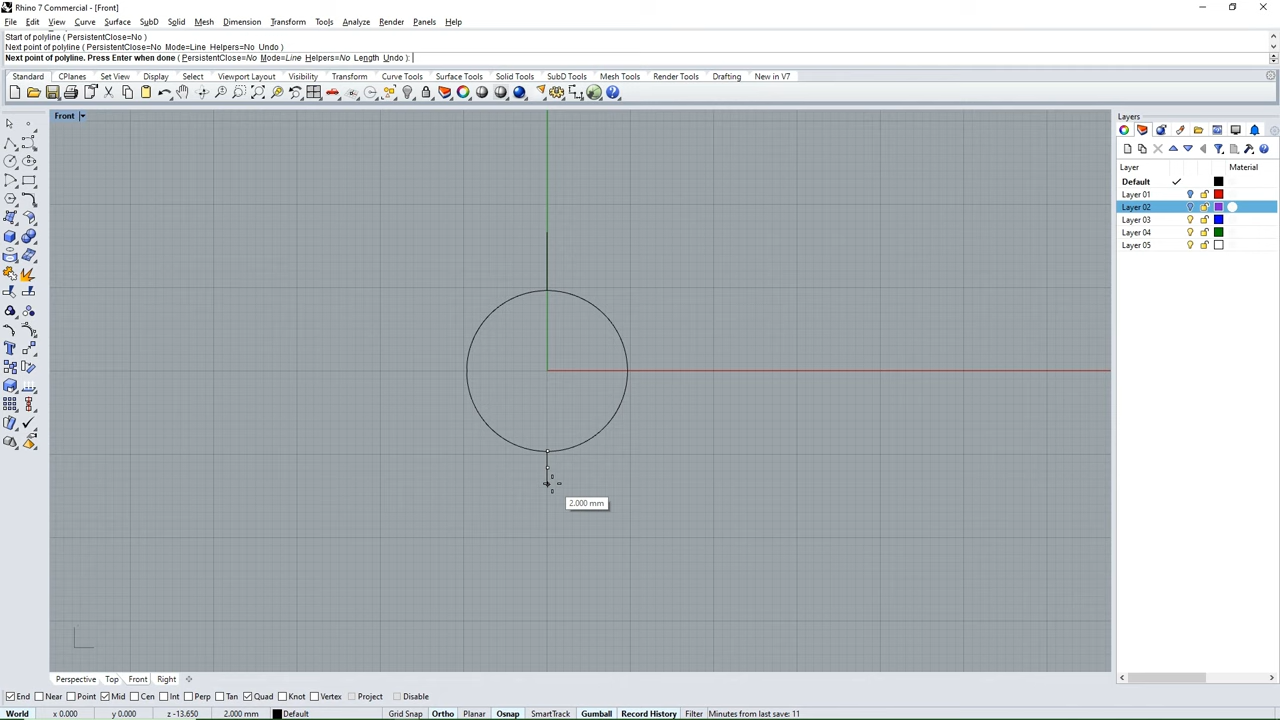 Rhino 7 Commercial - [Front]
File Edit View Curve Surface SubD Solid Mesh Dimension Transform Tools Analyze Render Panels Help
Start of polyline ( PersistentClose=No )
Next point of polyline ( PersistentClose=No Mode=Line Helpers=No Undo )
Next point of polyline. Press Enter when done ( PersistentClose=No Mode=Line Helpers=No Length Undo ):
Standard CPlanes Set View Display Select Viewport Layout Visibility Transform Curve Tools Surface Tools Solid Tools SubD Tools Mesh Tools Render Tools Drafting New in V7
Front
Layers
Layer Material
Default
Layer 01
Layer 02
Layer 03
Layer 04
Layer 05
2.000 mm
Perspective Top Front Right
End Near Point Mid Cen Int Perp Tan Quad Knot Vertex Project Disable
World x 0.000 y 0.000 z -13.650 2.000 mm Default Grid Snap Ortho Planar Osnap SmartTrack Gumball Record History Filter Minutes from last save: 11